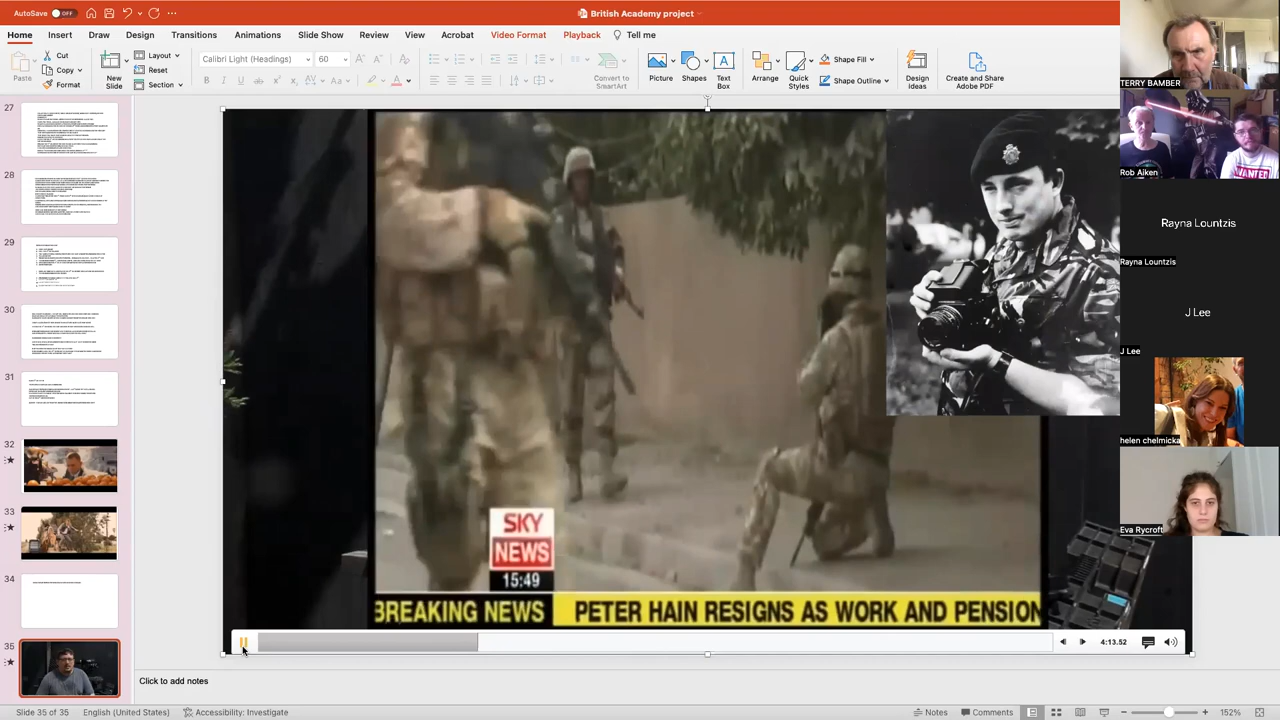 AutoSave OFF
British Academy project
Home Insert Draw Design Transitions Animations Slide Show Review View Acrobat Video Format Playback Tell me
Paste
Cut
Copy
Format
New Slide
Layout
Reset
Section
Calibri Light (Headings) 60
Convert to SmartArt
Picture
Shapes
Text Box
Arrange
Quick Styles
Shape Fill
Shape Outline
Design Ideas
Create and Share Adobe PDF
27
28
29
30
31
32
33
34
35
SKY
NEWS
15:49
BREAKING NEWS PETER HAIN RESIGNS AS WORK AND PENSION
4:13.52
Click to add notes
Slide 35 of 35 English (United States) Accessibility: Investigate Notes Comments 152%
TERRY BAMBER
WANTED
Rob Aiken
Rayna Lountzis
Rayna Lountzis
J Lee
J Lee
helen chelmicka
Eva Rycroft